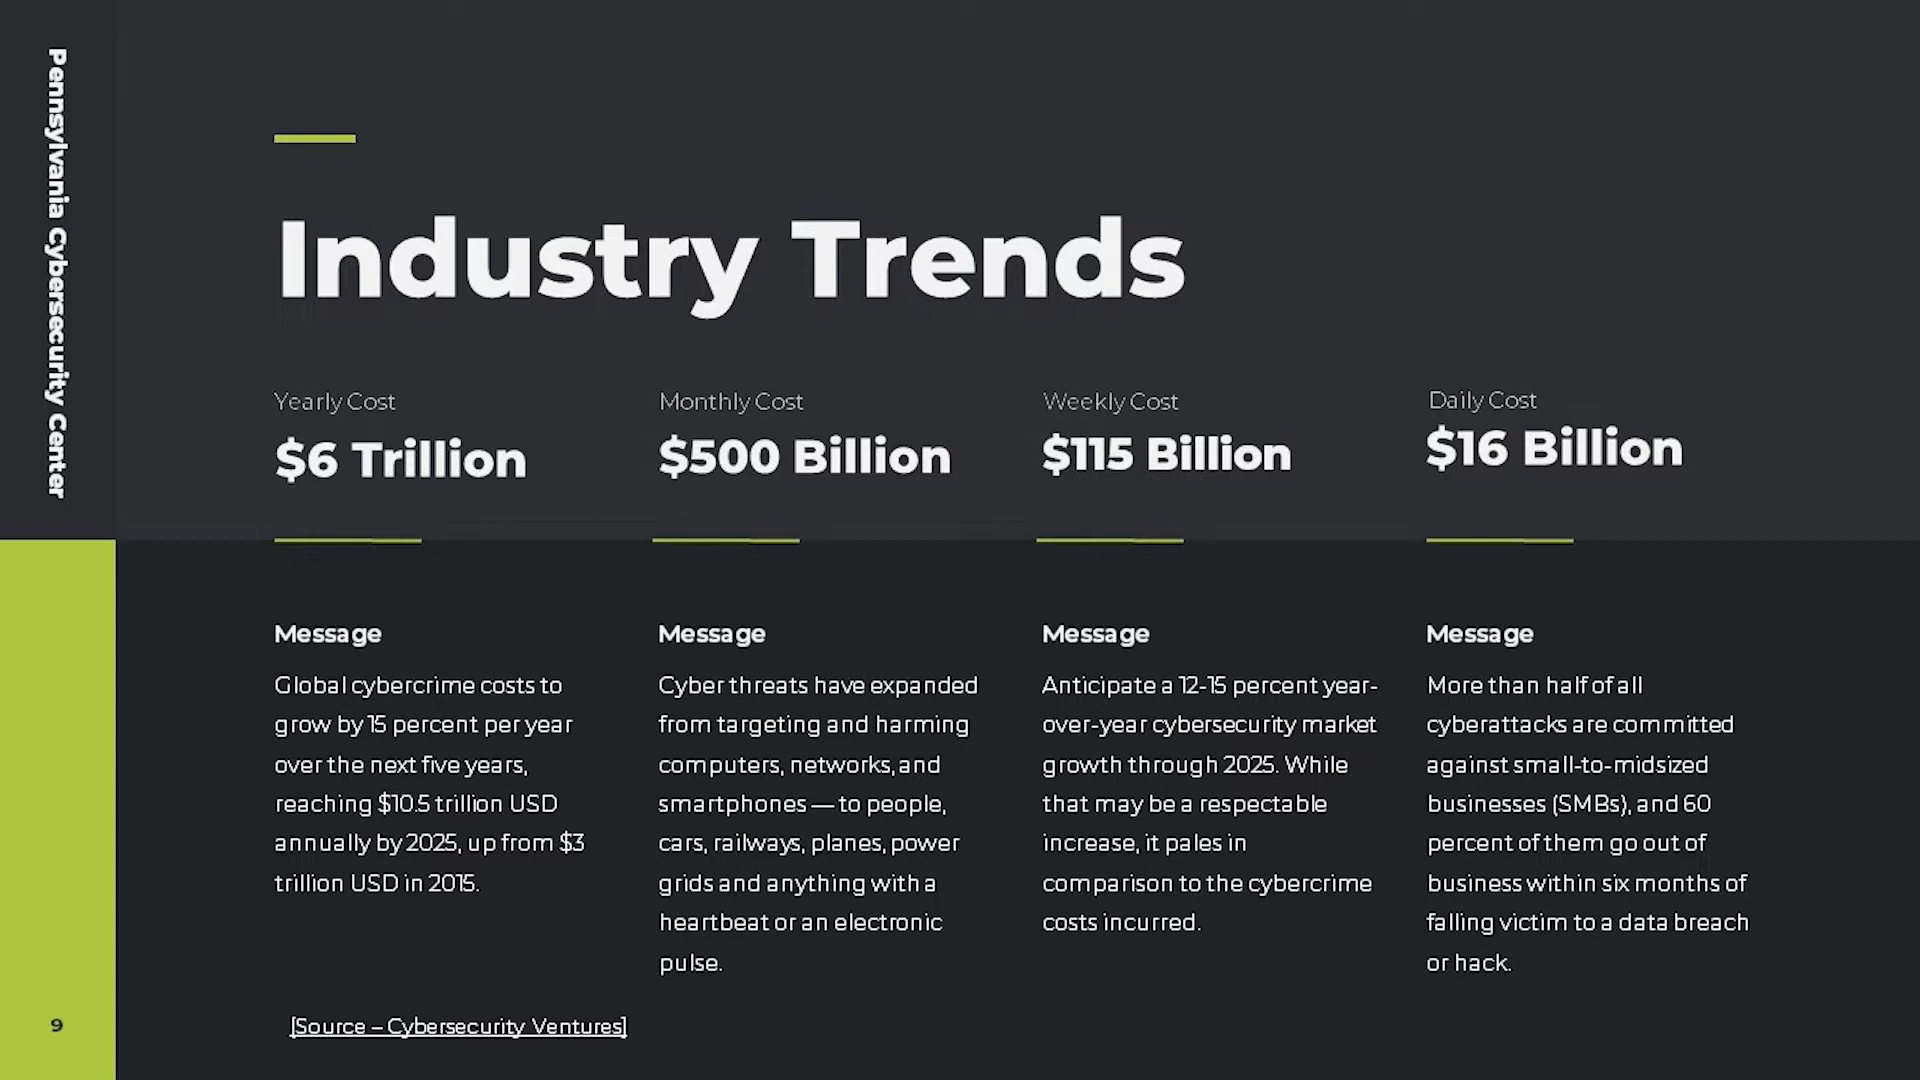 Pennsylvania Cybersecurity Center
Industry Trends
Yearly Cost
$6 Trillion
Monthly Cost
$500 Billion
Weekly Cost
$115 Billion
Daily Cost
$16 Billion
Message
Global cybercrime costs to
grow by 15 percent per year
over the next five years,
reaching $10.5 trillion USD
annually by 2025, up from $3
trillion USD in 2015.
Message
Cyber threats have expanded
from targeting and harming
computers, networks, and
smartphones — to people,
cars, railways, planes, power
grids and anything with a
heartbeat or an electronic
pulse.
Message
Anticipate a 12-15 percent year-
over-year cybersecurity market
growth through 2025. While
that may be a respectable
increase, it pales in
comparison to the cybercrime
costs incurred.
Message
More than half of all
cyberattacks are committed
against small-to-midsized
businesses (SMBs), and 60
percent of them go out of
business within six months of
falling victim to a data breach
or hack.
[Source – Cybersecurity Ventures]
9